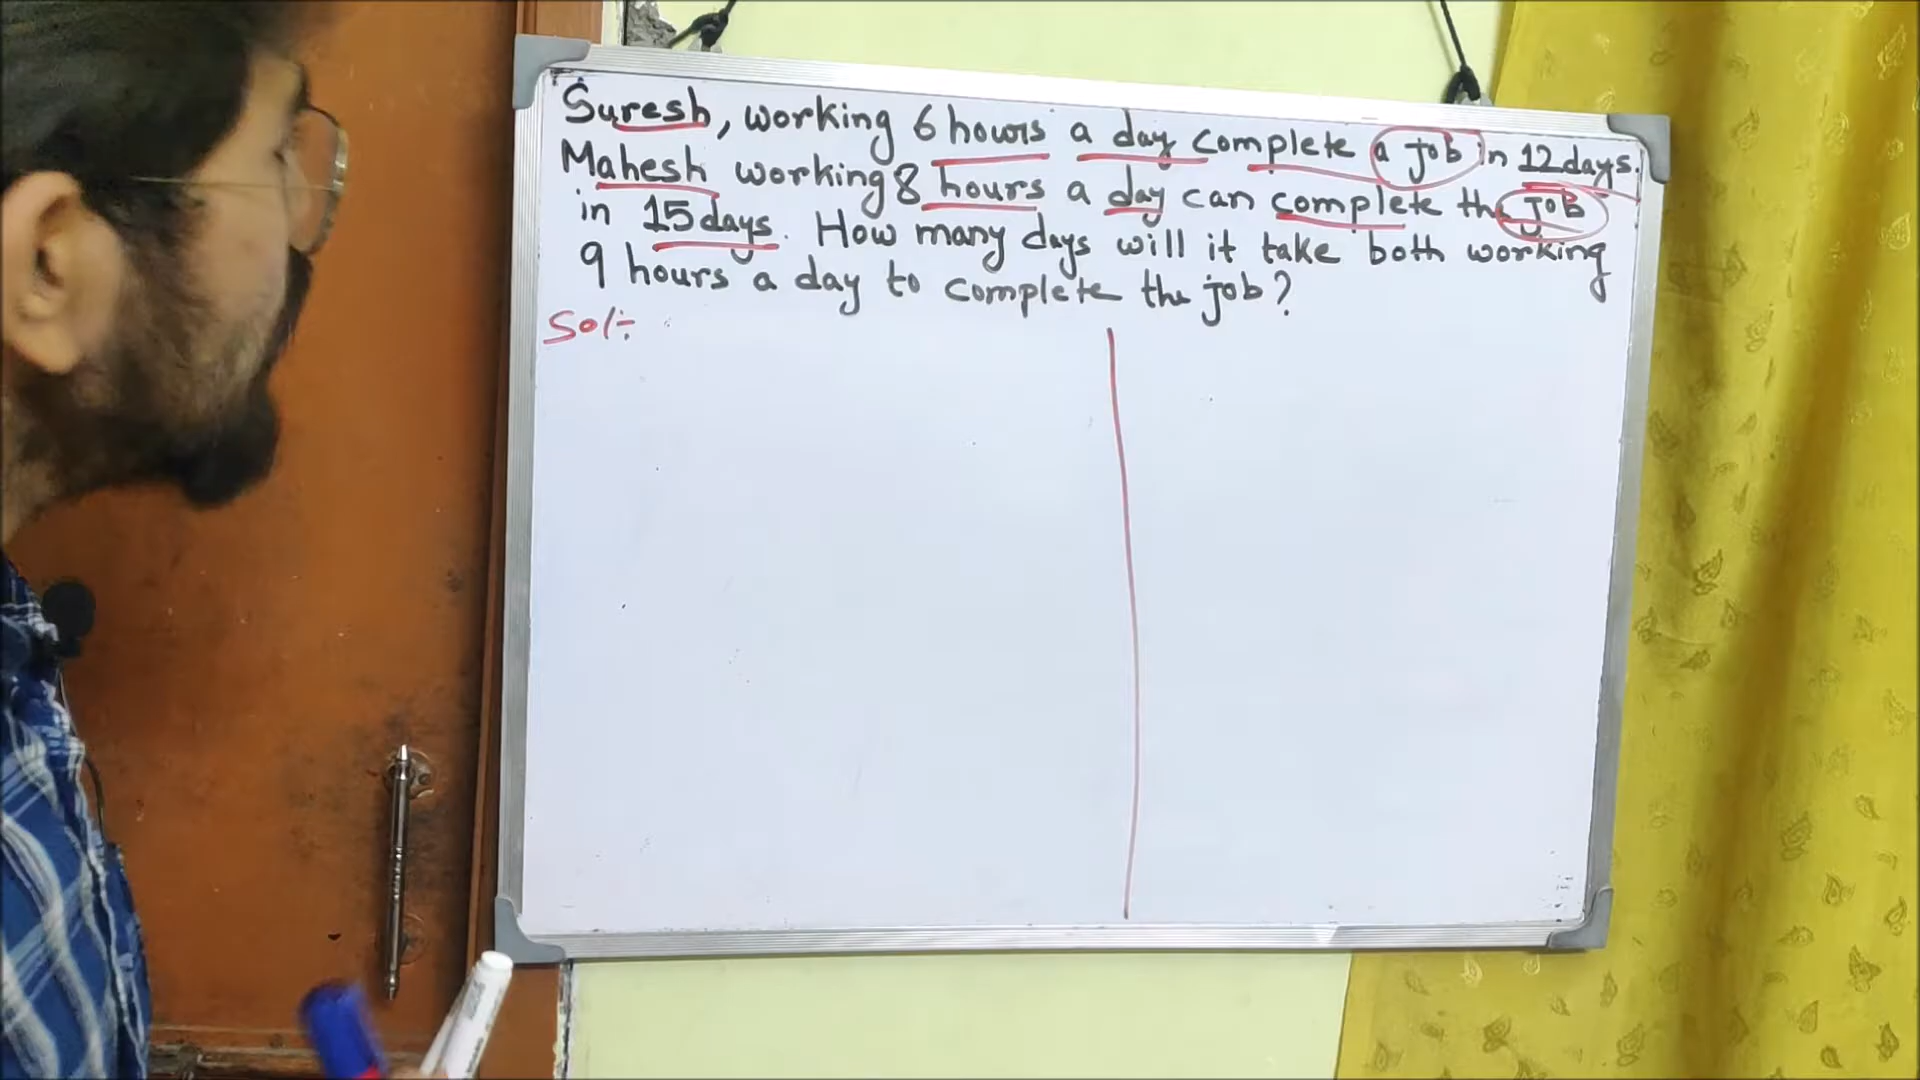 Suresh, working 6 hours a day complete a job in 12 days.
Mahesh working 8 hours a day can complete the job
in 15 days. How many days will it take both working
9 hours a day to complete the job?
Sol:-